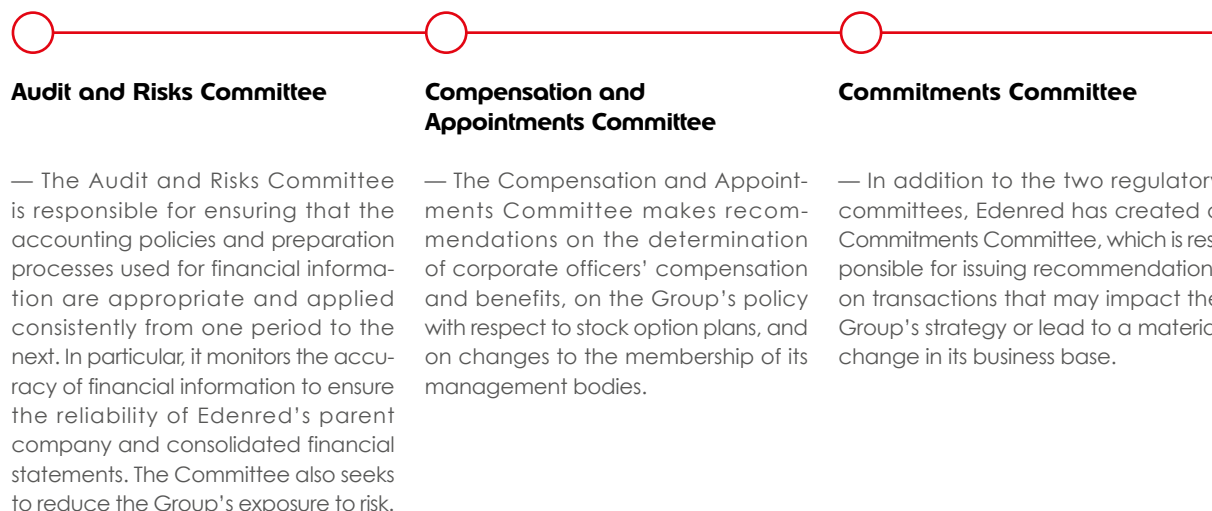 Audit and Risks Committee
— The Audit and Risks Committee
is responsible for ensuring that the
accounting policies and preparation
processes used for financial informa-
tion are appropriate and applied
consistently from one period to the
next. In particular, it monitors the accu-
racy of financial information to ensure
the reliability of Edenred's parent
company and consolidated financial
statements. The Committee also seeks
to reduce the Group's exposure to risk.
Compensation and
Appointments Committee
— The Compensation and Appoint-
ments Committee makes recom-
mendations on the determination
of corporate officers' compensation
and benefits, on the Group's policy
with respect to stock option plans, and
on changes to the membership of its
management bodies.
Commitments Committee
— In addition to the two regulatory
committees, Edenred has created
Commitments Committee, which is res
ponsible for issuing recommendation
on transactions that may impact the
Group's strategy or lead to a materia
change in its business base.